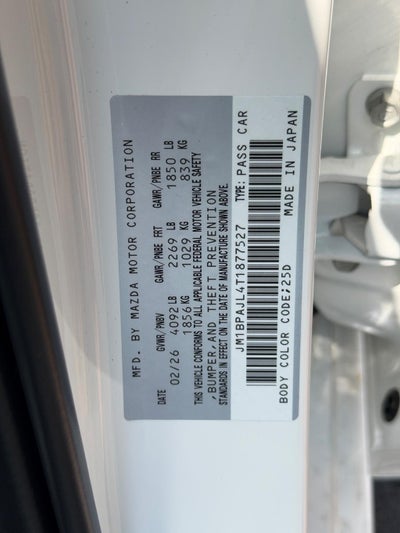 MFD. BY MAZDA MOTOR CORPORATION
DATE GVWR/PNBV GAWR/PNBE FRT GAWR/PNBE RR
02/26 4092 LB 2269 LB 1850 LB
1856 KG 1029 KG 839 KG
THIS VEHICLE CONFORMS TO ALL APPLICABLE FEDERAL MOTOR VEHICLE SAFETY
,BUMPER,AND THEFT PREVENTION
STANDARDS IN EFFECT ON THE DATE OF MANUFACTURE SHOWN ABOVE.
JM1BPAJL4T1877527 TYPE: PASS CAR
BODY COLOR CODE;25D MADE IN JAPAN